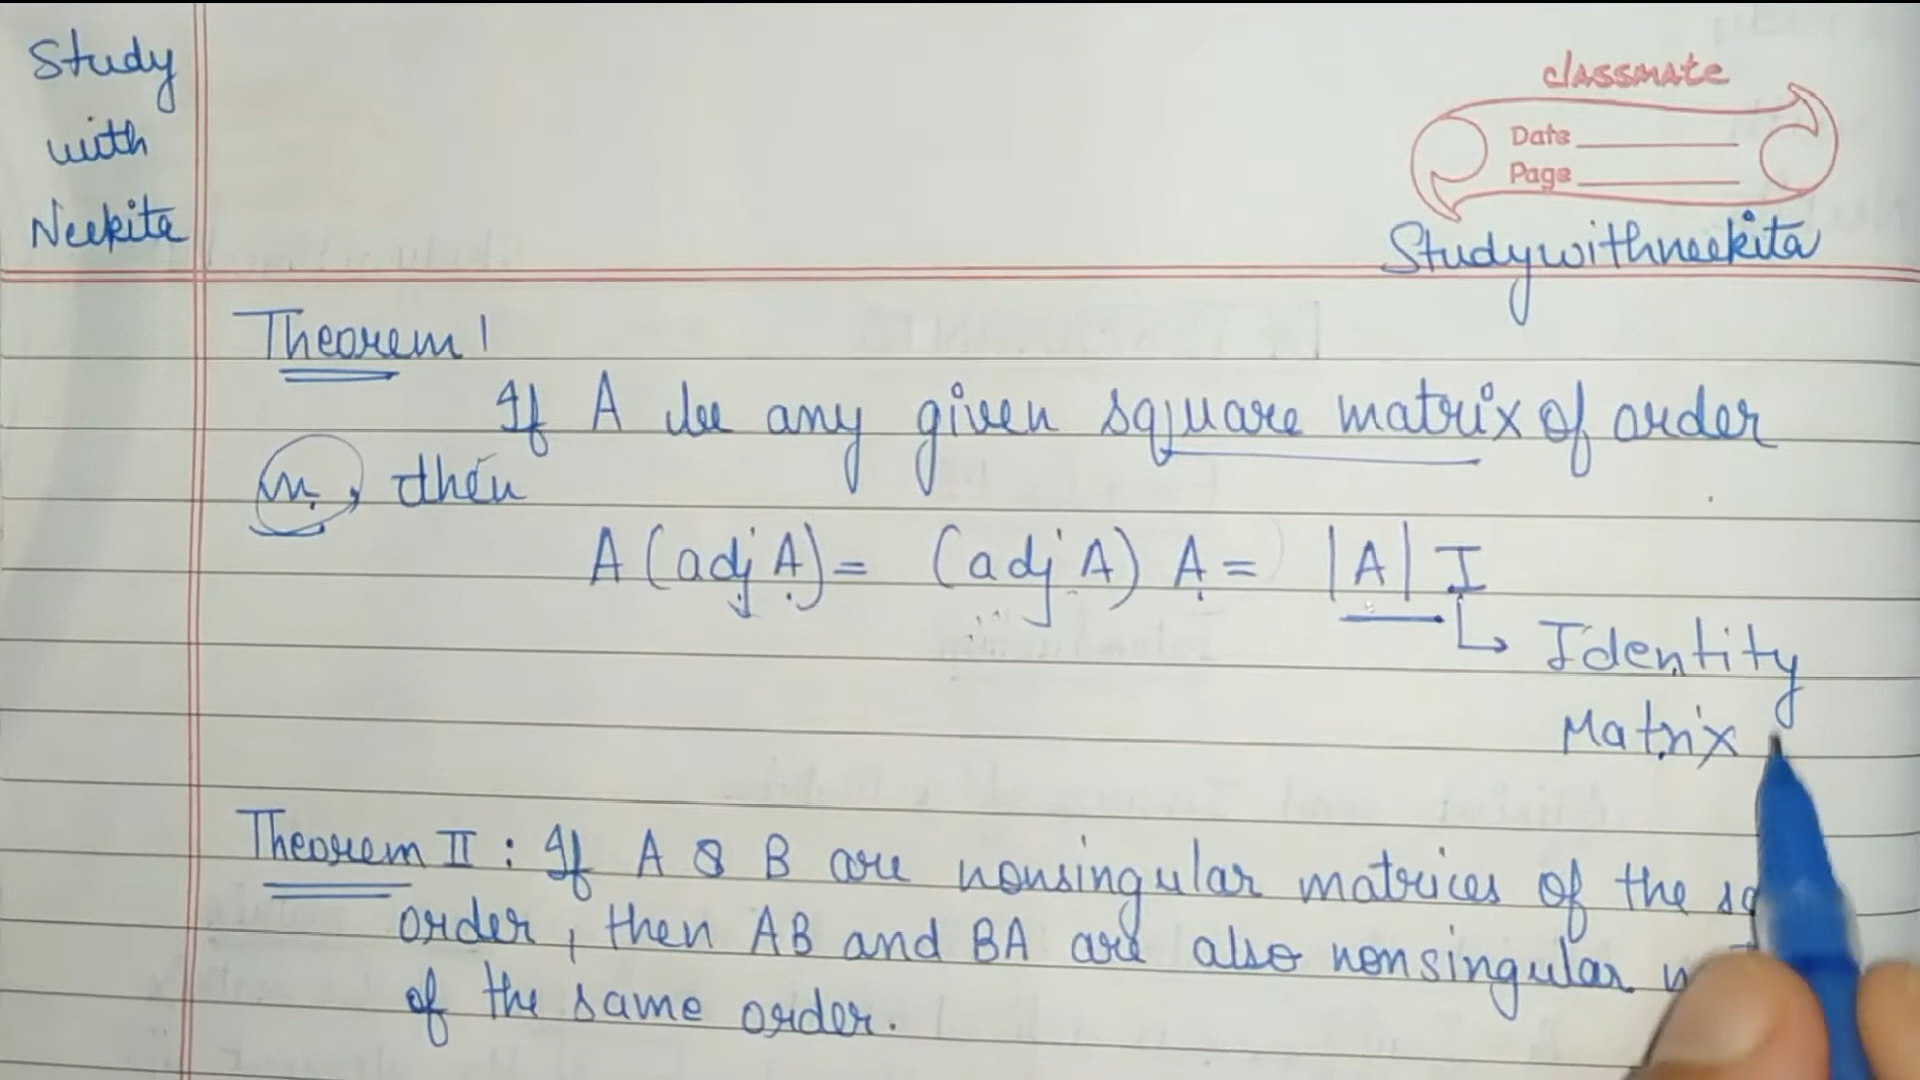 Study
with
Neekita
classmate
Date
Page
Studywithneekita
Theorem 1
If A be any given square matrix of order
n, then
A (adj A) = (adj A) A = |A| I
↳ Identity
Matrix
Theorem II : If A & B are nonsingular matrices of the
order, then AB and BA are also nonsingular
of the same order.